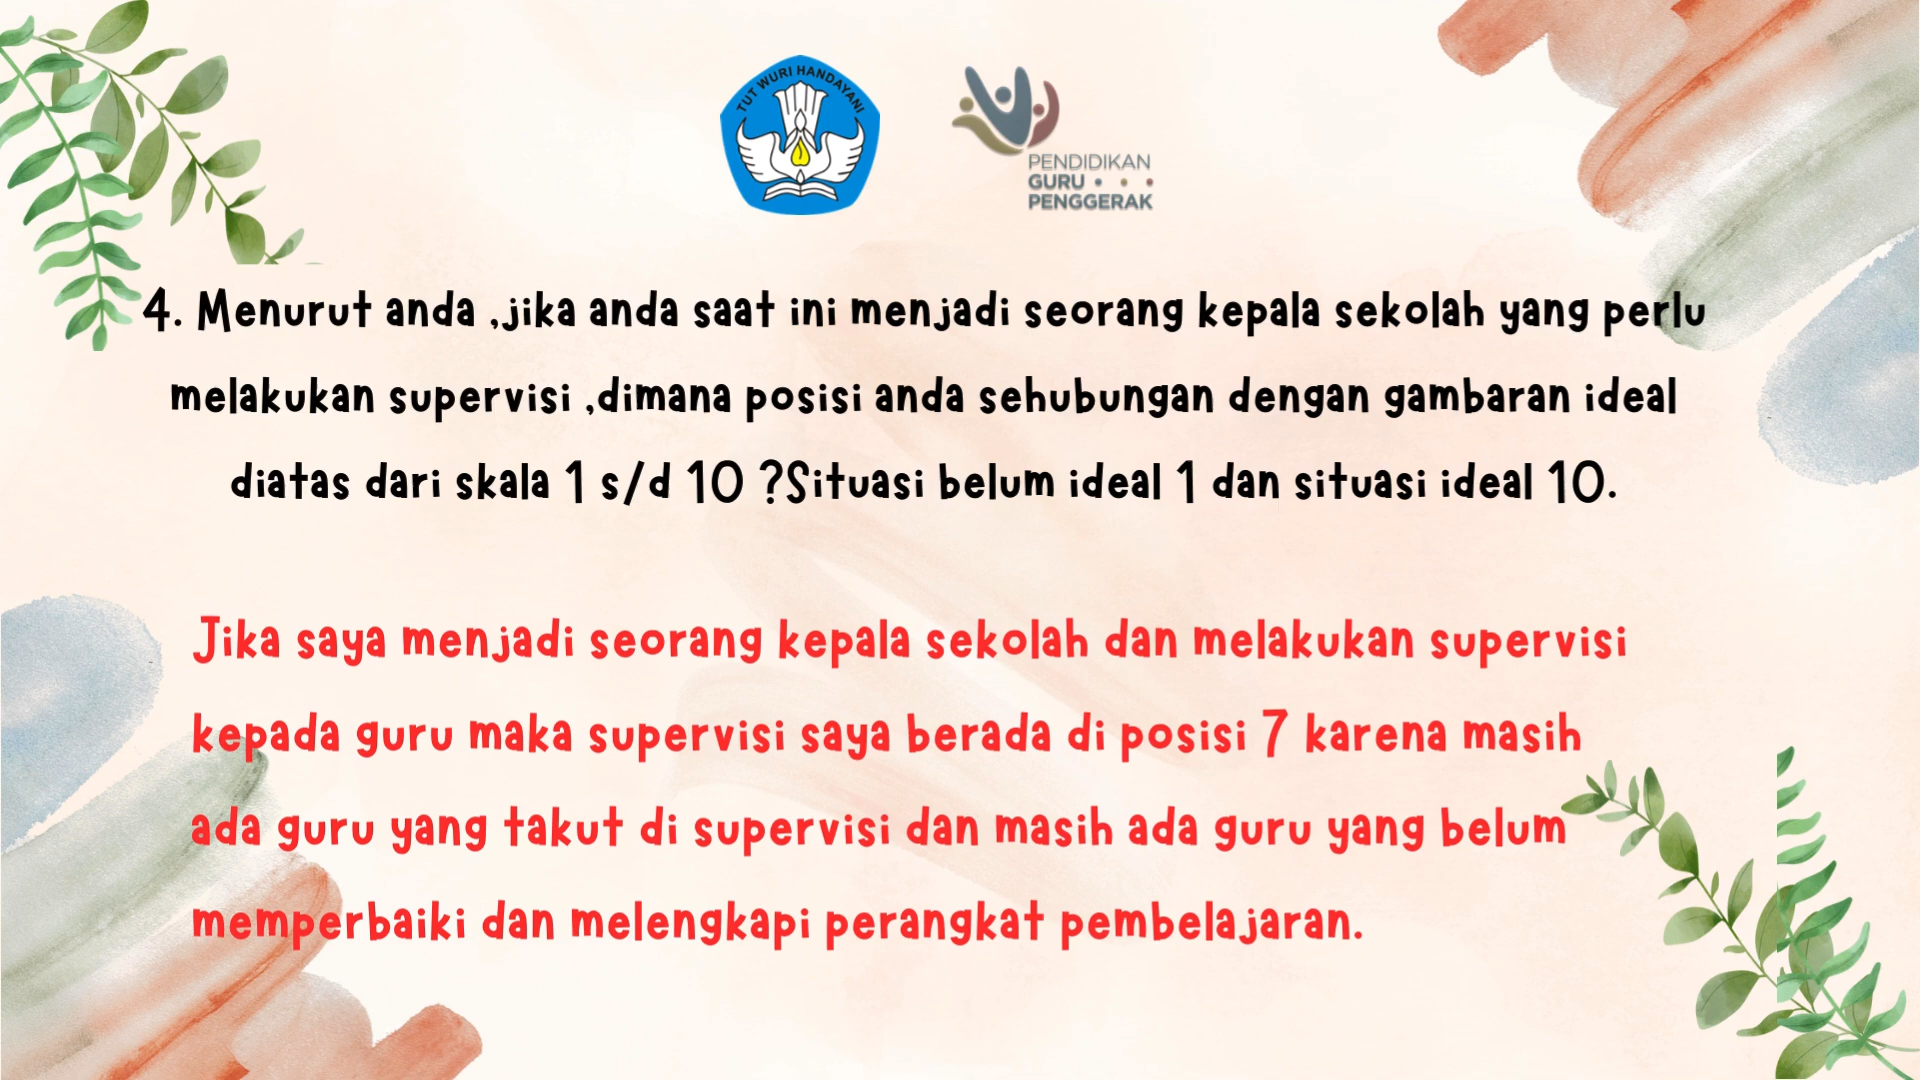 TUT WURI HANDAYANI
PENDIDIKAN
GURU
PENGGERAK
4. Menurut anda ,jika anda saat ini menjadi seorang kepala sekolah yang perlu
melakukan supervisi ,dimana posisi anda sehubungan dengan gambaran ideal
diatas dari skala 1 s/d 10 ?Situasi belum ideal 1 dan situasi ideal 10.
Jika saya menjadi seorang kepala sekolah dan melakukan supervisi
kepada guru maka supervisi saya berada di posisi 7 karena masih
ada guru yang takut di supervisi dan masih ada guru yang belum
memperbaiki dan melengkapi perangkat pembelajaran.